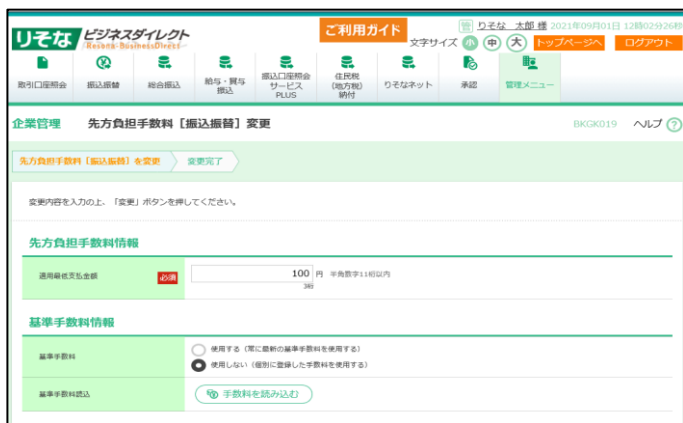 りそな ビジネスダイレクト
Resona Business Direct
ご利用ガイド
管 りそな 太郎 様 2021年09月01日 12時02分26秒
文字サイズ 小 中 大 トップページへ ログアウト
取引口座照会 振込振替 総合振込 給与・賞与振込 振込口座照会サービスPLUS 住民税(地方税)納付 りそなネット 承認 管理メニュー
企業管理 先方負担手数料［振込振替］変更 BKGK019 ヘルプ ?
先方負担手数料［振込振替］を変更 変更完了
変更内容を入力の上、「変更」ボタンを押してください。
先方負担手数料情報
適用最低支払金額 必須 100 円 半角数字11桁以内
3桁
基準手数料情報
基準手数料 使用する（常に最新の基準手数料を使用する）
使用しない（個別に登録した手数料を使用する）
基準手数料読込 手数料を読み込む